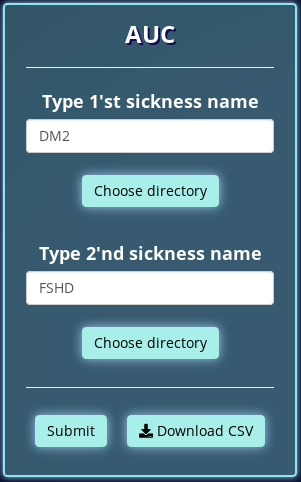 AUC
Type 1'st sickness name
DM2
Choose directory
Type 2'nd sickness name
FSHD
Choose directory
Submit
Download CSV